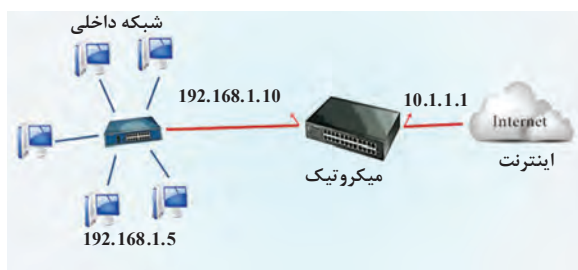 شبکه داخلی
192.168.1.10
10.1.1.1
Internet
اینترنت
میکروتیک
192.168.1.5